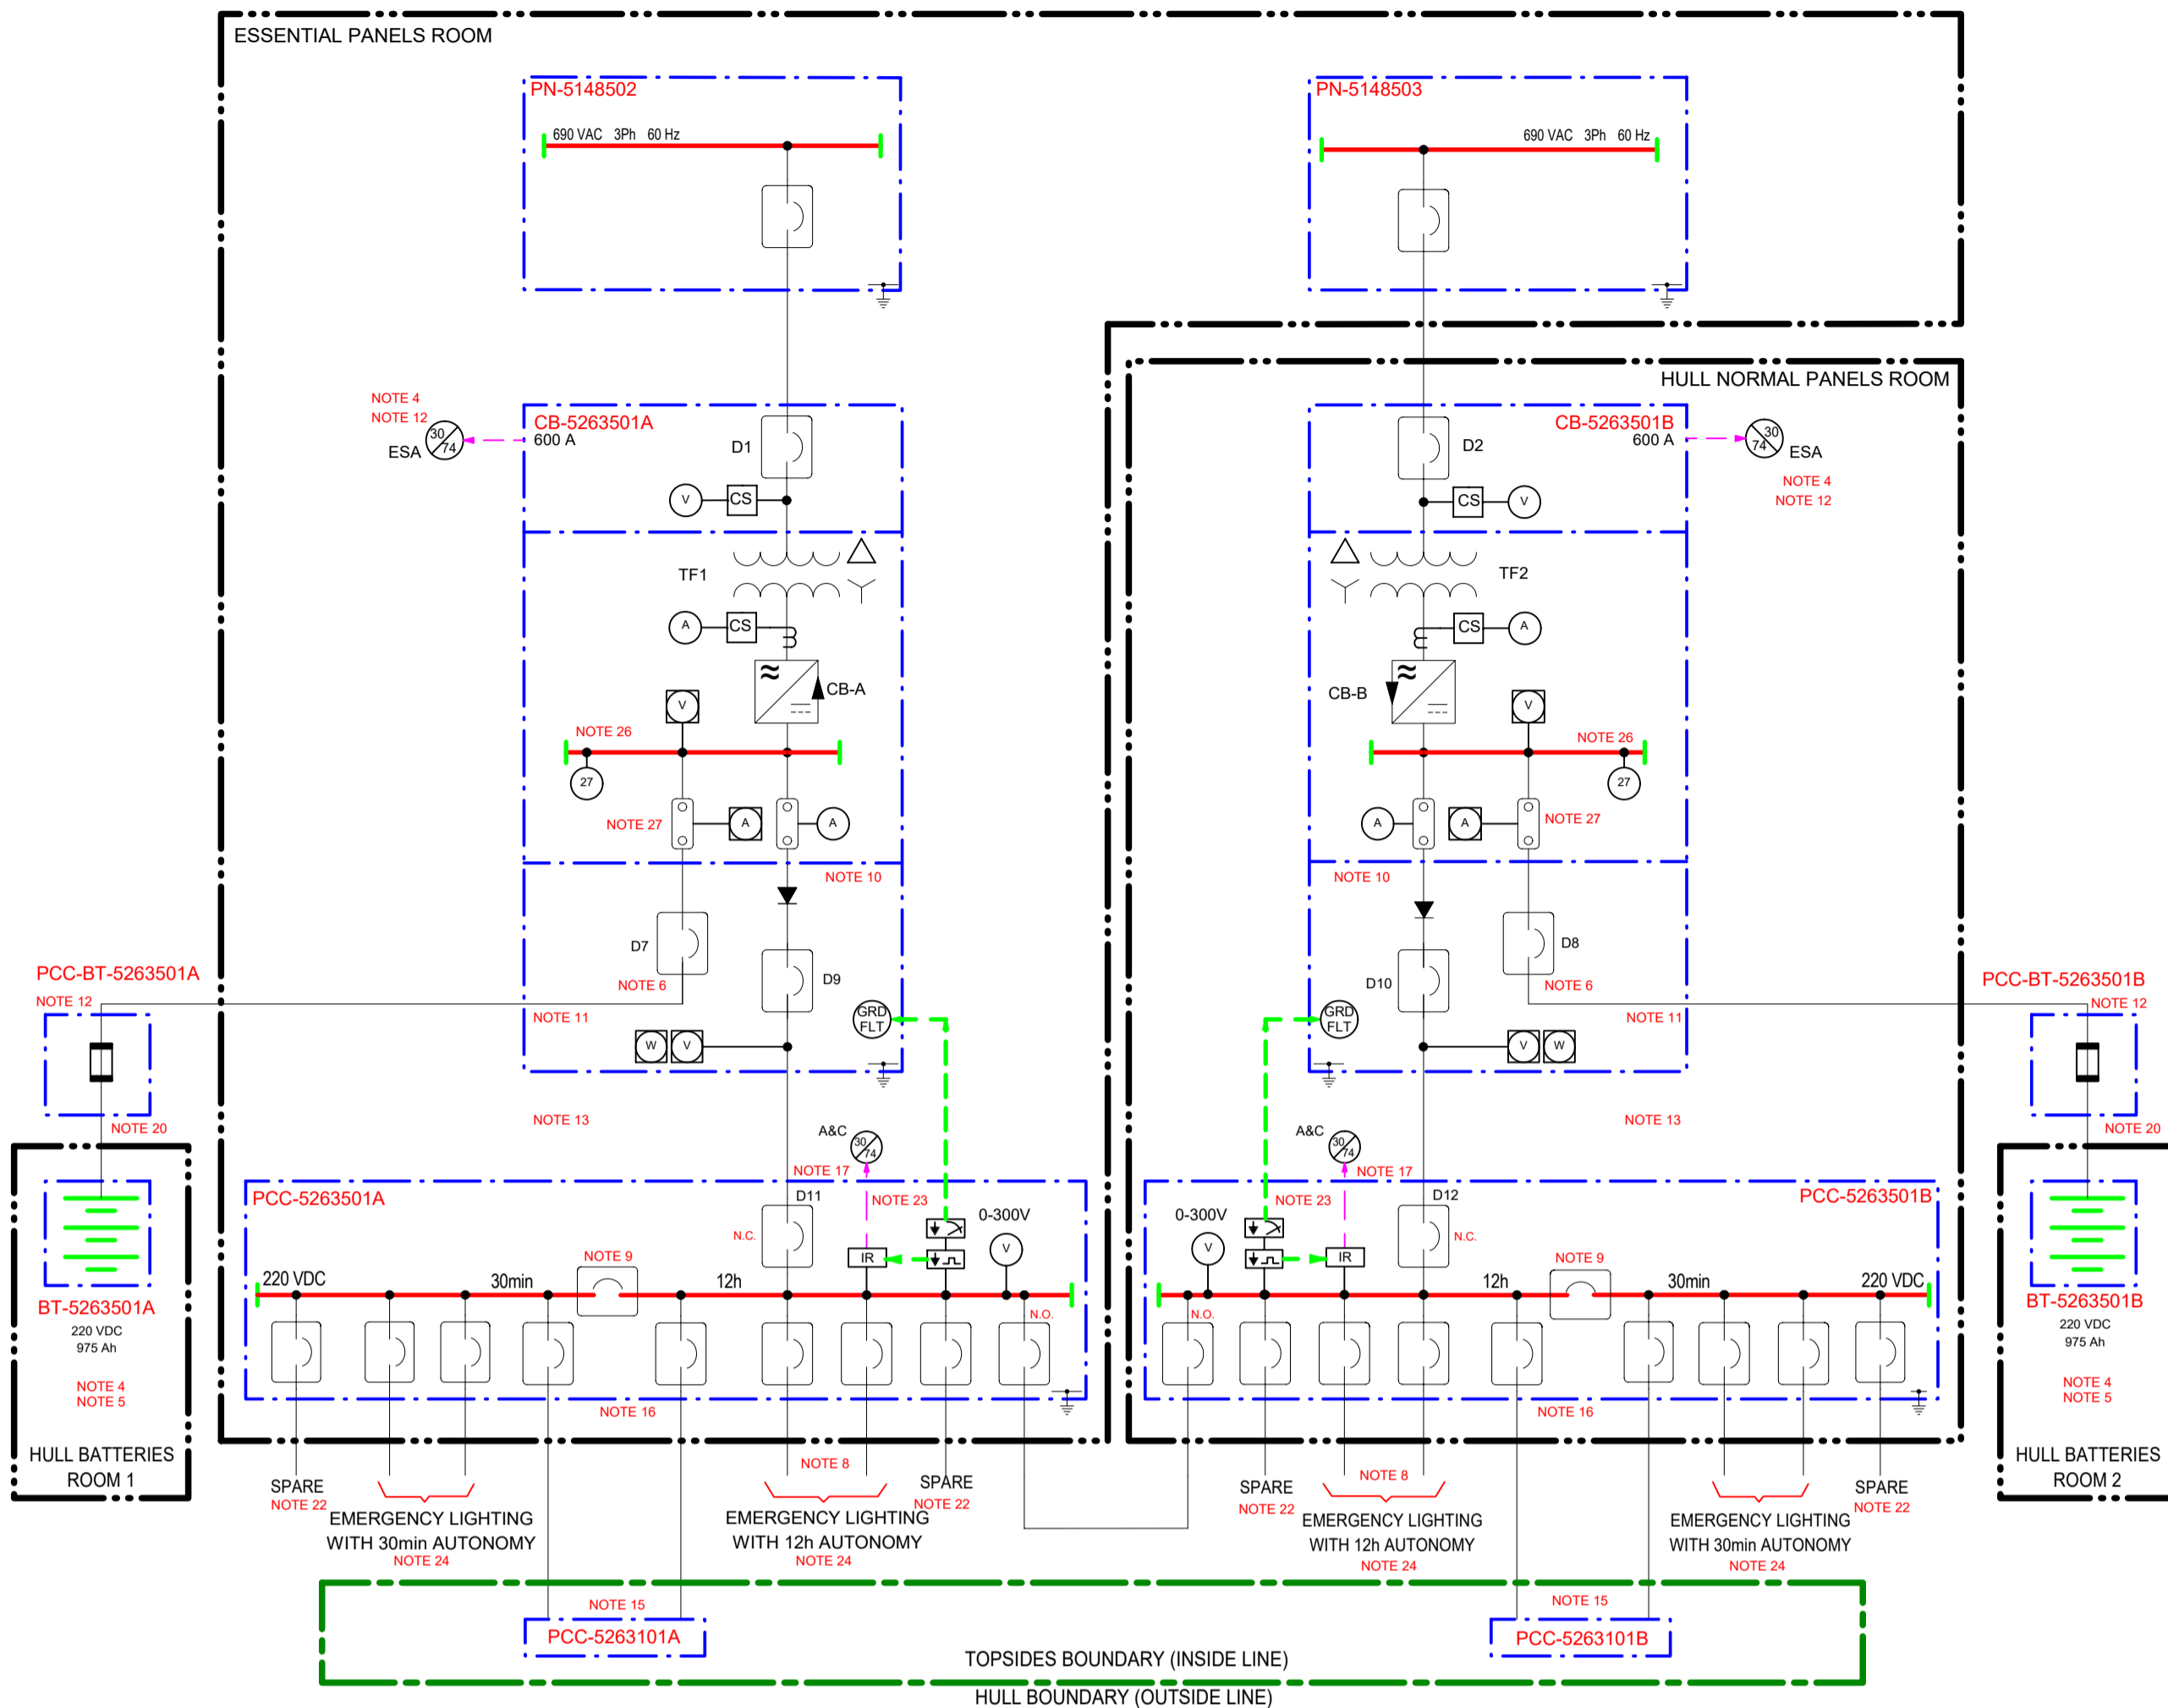 ESSENTIAL PANELS ROOM
PN-5148502
690 VAC 3Ph 60 Hz
PN-5148503
690 VAC 3Ph 60 Hz
HULL NORMAL PANELS ROOM
NOTE 4
NOTE 12
ESA
30
74
CB-5263501A
600 A
D1
V
CS
TF1
A
CS
CB-A
V
NOTE 26
27
NOTE 27
A
A
NOTE 10
D7
NOTE 6
D9
NOTE 11
GRD
FLT
W
V
NOTE 13
CB-5263501B
600 A
30
74
ESA
NOTE 4
NOTE 12
D2
CS
V
TF2
CS
A
CB-B
V
NOTE 26
27
A
A
NOTE 27
NOTE 10
D8
NOTE 6
D10
NOTE 11
GRD
FLT
V
W
NOTE 13
PCC-BT-5263501A
NOTE 12
NOTE 20
BT-5263501A
220 VDC
975 Ah
NOTE 4
NOTE 5
HULL BATTERIES
ROOM 1
PCC-BT-5263501B
NOTE 12
NOTE 20
BT-5263501B
220 VDC
975 Ah
NOTE 4
NOTE 5
HULL BATTERIES
ROOM 2
A&C
30
74
NOTE 17
PCC-5263501A
D11
NOTE 23
N.C.
0-300V
IR
V
NOTE 9
220 VDC
30min
12h
N.O.
NOTE 16
A&C
30
74
NOTE 17
NOTE 23
D12
PCC-5263501B
0-300V
N.C.
V
IR
NOTE 9
12h
30min
220 VDC
N.O.
NOTE 16
SPARE
NOTE 22
EMERGENCY LIGHTING
WITH 30min AUTONOMY
NOTE 24
NOTE 8
EMERGENCY LIGHTING
WITH 12h AUTONOMY
NOTE 24
SPARE
NOTE 22
SPARE
NOTE 22
NOTE 8
EMERGENCY LIGHTING
WITH 12h AUTONOMY
NOTE 24
EMERGENCY LIGHTING
WITH 30min AUTONOMY
NOTE 24
SPARE
NOTE 22
NOTE 15
PCC-5263101A
NOTE 15
PCC-5263101B
TOPSIDES BOUNDARY (INSIDE LINE)
HULL BOUNDARY (OUTSIDE LINE)